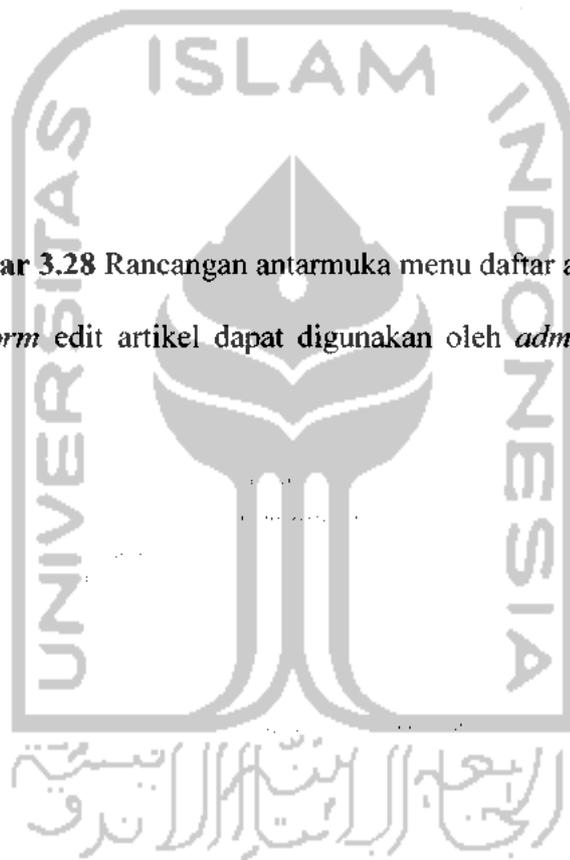 ISLAM
UNIVERSITAS
INDONESIA
ar 3.28 Rancangan antarmuka menu daftar a
orm edit artikel dapat digunakan oleh adm